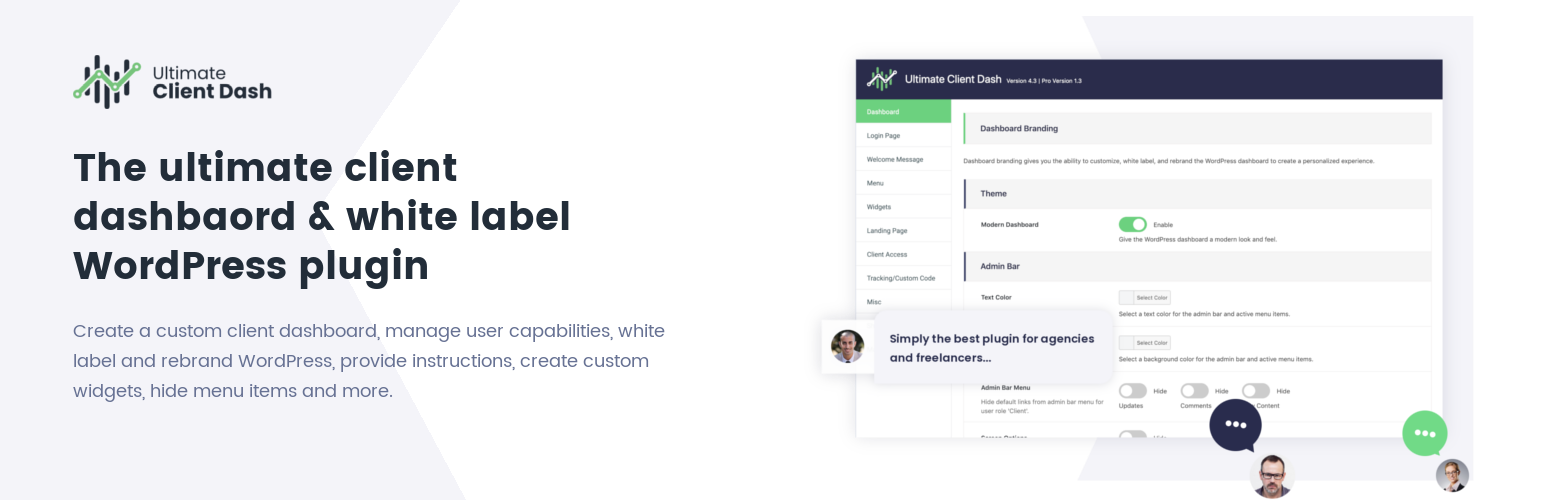 Ultimate
Client Dash
The ultimate client
dashbaord & white label
WordPress plugin
Create a custom client dashboard, manage user capabilities, white
label and rebrand WordPress, provide instructions, create custom
widgets, hide menu items and more.
Ultimate Client Dash Version 4.3 | Pro Version 1.3
Dashboard
Login Page
Welcome Message
Menu
Widgets
Landing Page
Client Access
Tracking/Custom Code
Misc
Dashboard Branding
Dashboard branding gives you the ability to customize, white label, and rebrand the WordPress dashboard to create a personalized experience.
Theme
Modern Dashboard
Enable
Give the WordPress dashboard a modern look and feel.
Admin Bar
Text Color
Select Color
Select a text color for the admin bar and active menu items.
Select Color
Select a background color for the admin bar and active menu items.
Simply the best plugin for agencies
and freelancers...
Admin Bar Menu
Hide default links from admin bar menu for
user role 'Client'.
Hide
Hide
Hide
Updates
Comments
Content